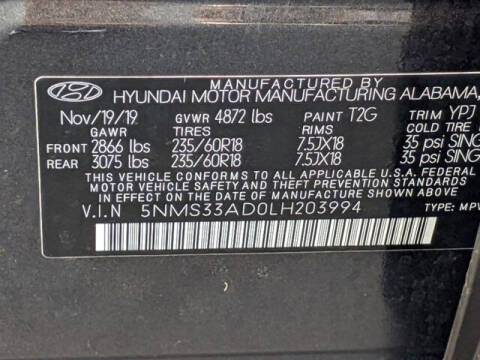 MANUFACTURED BY
HYUNDAI MOTOR MANUFACTURING ALABAMA,
Nov/19/19 GVWR 4872 lbs PAINT T2G TRIM YPJ
GAWR TIRES RIMS COLD TIRE
FRONT 2866 lbs 235/60R18 7.5JX18 35 psi SING
REAR 3075 lbs 235/60R18 7.5JX18 35 psi SING
THIS VEHICLE CONFORMS TO ALL APPLICABLE U.S.A. FEDERAL
MOTOR VEHICLE SAFETY AND THEFT PREVENTION STANDARDS
IN EFFECT ON THE DATE OF MANUFACTURE SHOWN ABOVE.
V.I.N 5NMS33AD0LH203994
TYPE: MPV